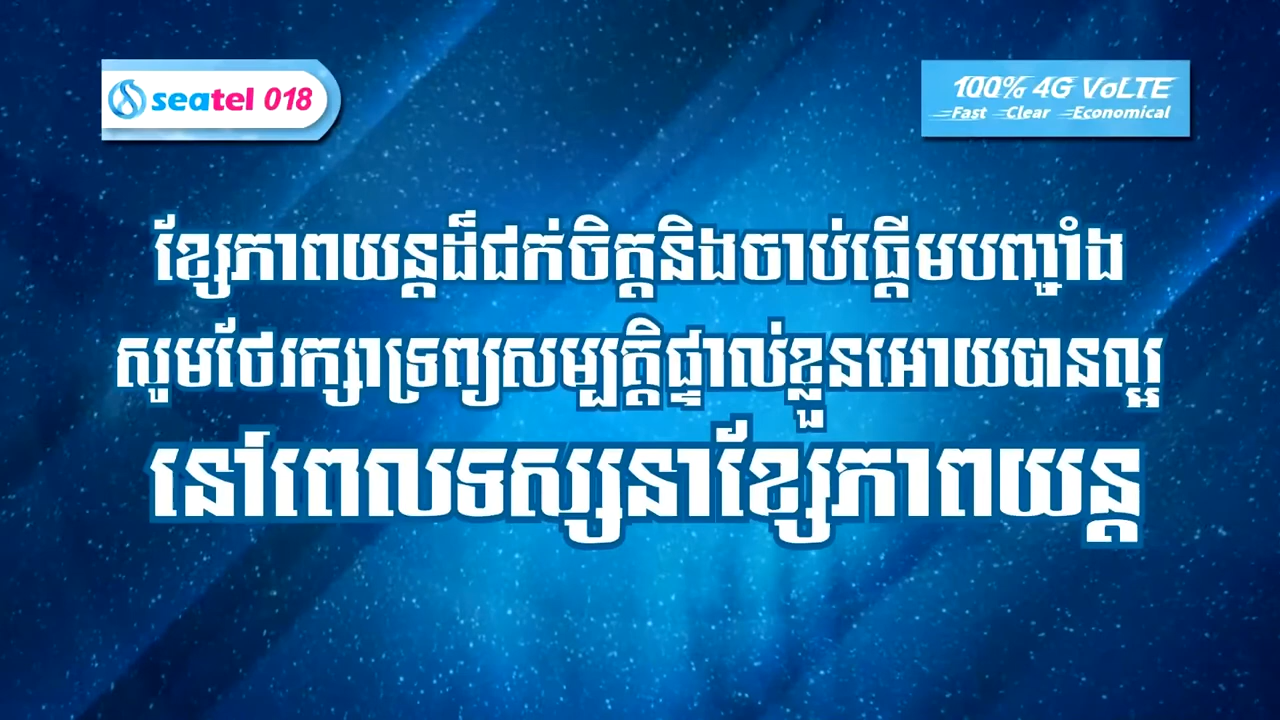 seatel 018
100% 4G VoLTE
Fast Clear Economical
ខ្សែភាពយន្តដ៏ជក់ចិត្តនិងចាប់ផ្តើមបញ្ចាំង
សូមថែរក្សាទ្រព្យសម្បត្តិផ្ទាល់ខ្លួនអោយបានល្អ
នៅពេលទស្សនាខ្សែភាពយន្ត